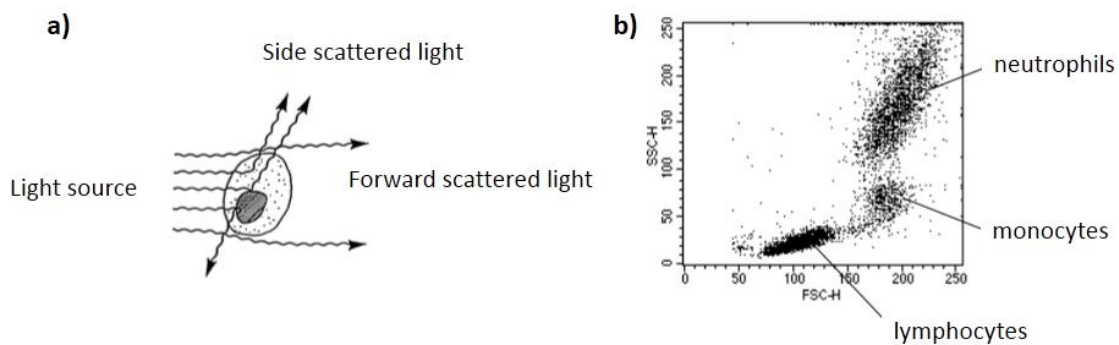 a)
Side scattered light
Light source
Forward scattered light
b)
SSC-H
250
200
150
100
50
0
0
50
100
150
200
250
FSC-H
neutrophils
monocytes
lymphocytes